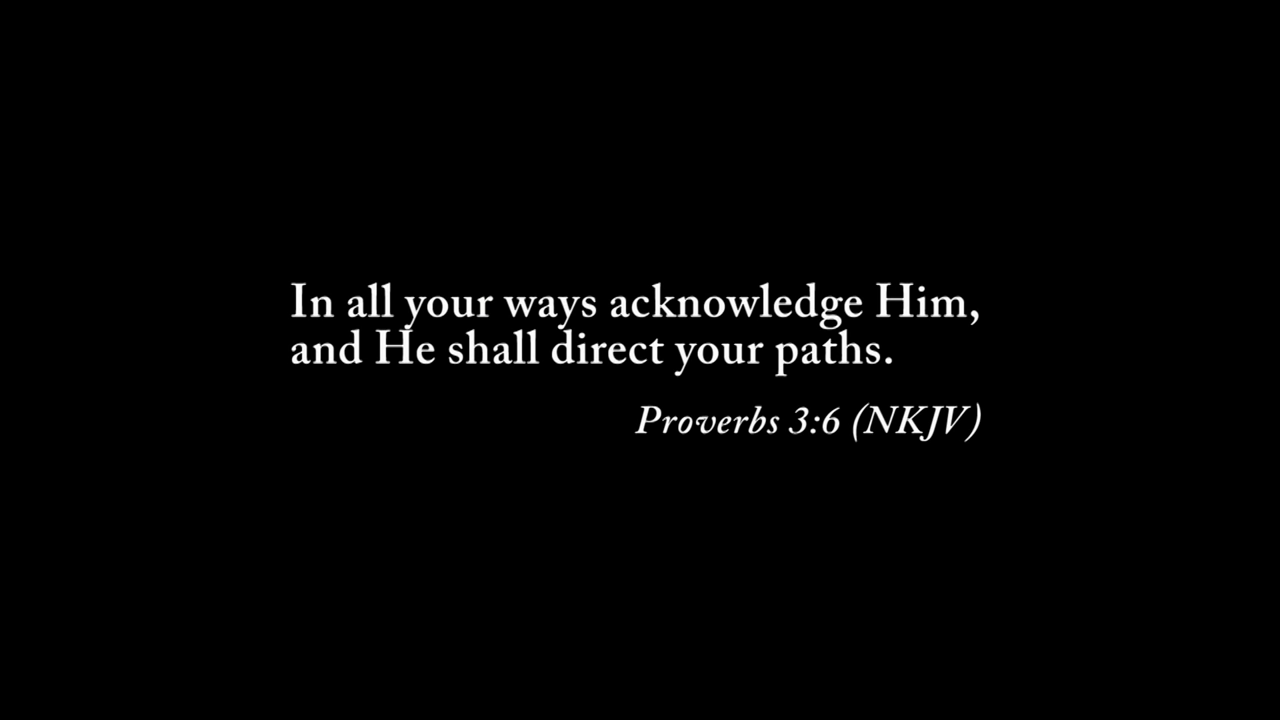 In all your ways acknowledge Him,
and He shall direct your paths.
Proverbs 3:6 (NKJV)